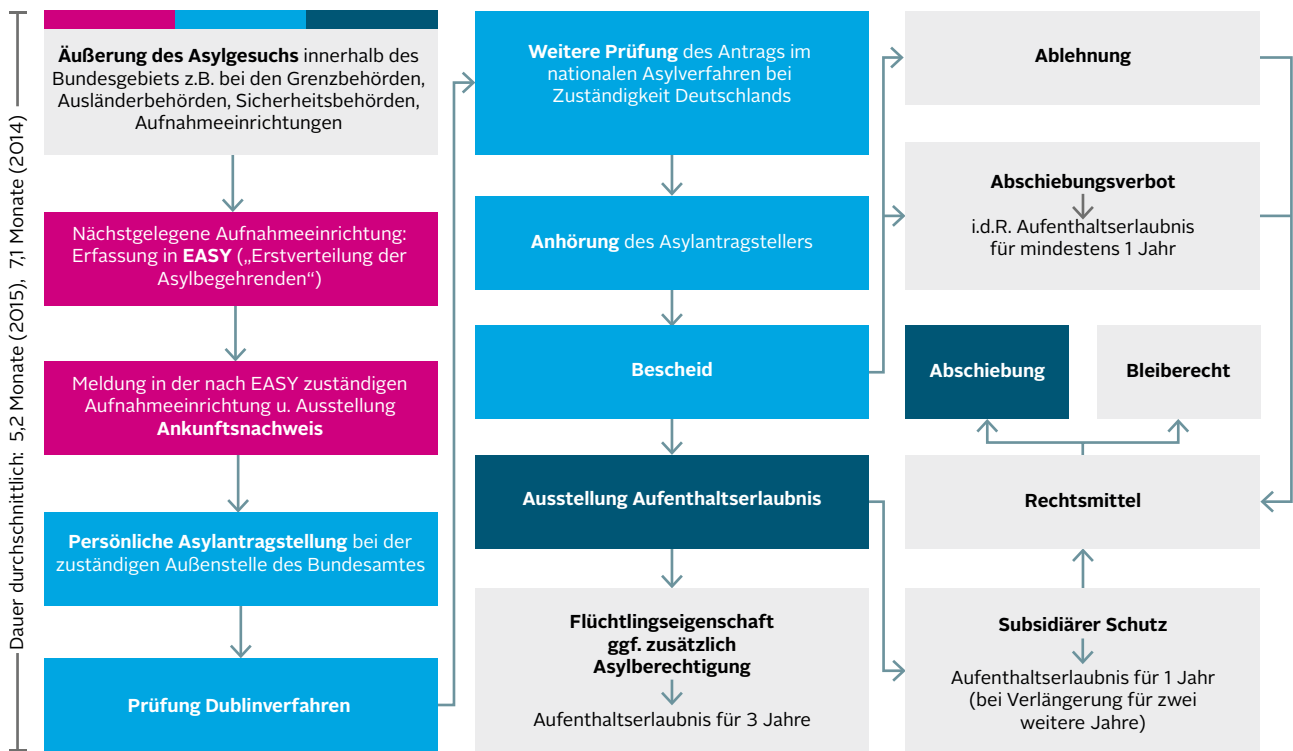 Dauer durchschnittlich: 5,2 Monate (2015), 7,1 Monate (2014)
Äußerung des Asylgesuchs innerhalb des
Bundesgebiets z.B. bei den Grenzbehörden,
Ausländerbehörden, Sicherheitsbehörden,
Aufnahmeeinrichtungen
Nächstgelegene Aufnahmeeinrichtung:
Erfassung in EASY („Erstverteilung der
Asylbegehrenden“)
Meldung in der nach EASY zuständigen
Aufnahmeeinrichtung u. Ausstellung
Ankunftsnachweis
Persönliche Asylantragstellung bei der
zuständigen Außenstelle des Bundesamtes
Prüfung Dublinverfahren
Weitere Prüfung des Antrags im
nationalen Asylverfahren bei
Zuständigkeit Deutschlands
Anhörung des Asylantragstellers
Bescheid
Ausstellung Aufenthaltserlaubnis
Flüchtlingseigenschaft
ggf. zusätzlich
Asylberechtigung
Aufenthaltserlaubnis für 3 Jahre
Ablehnung
Abschiebungsverbot
i.d.R. Aufenthaltserlaubnis
für mindestens 1 Jahr
Abschiebung
Bleiberecht
Rechtsmittel
Subsidiärer Schutz
Aufenthaltserlaubnis für 1 Jahr
(bei Verlängerung für zwei
weitere Jahre)